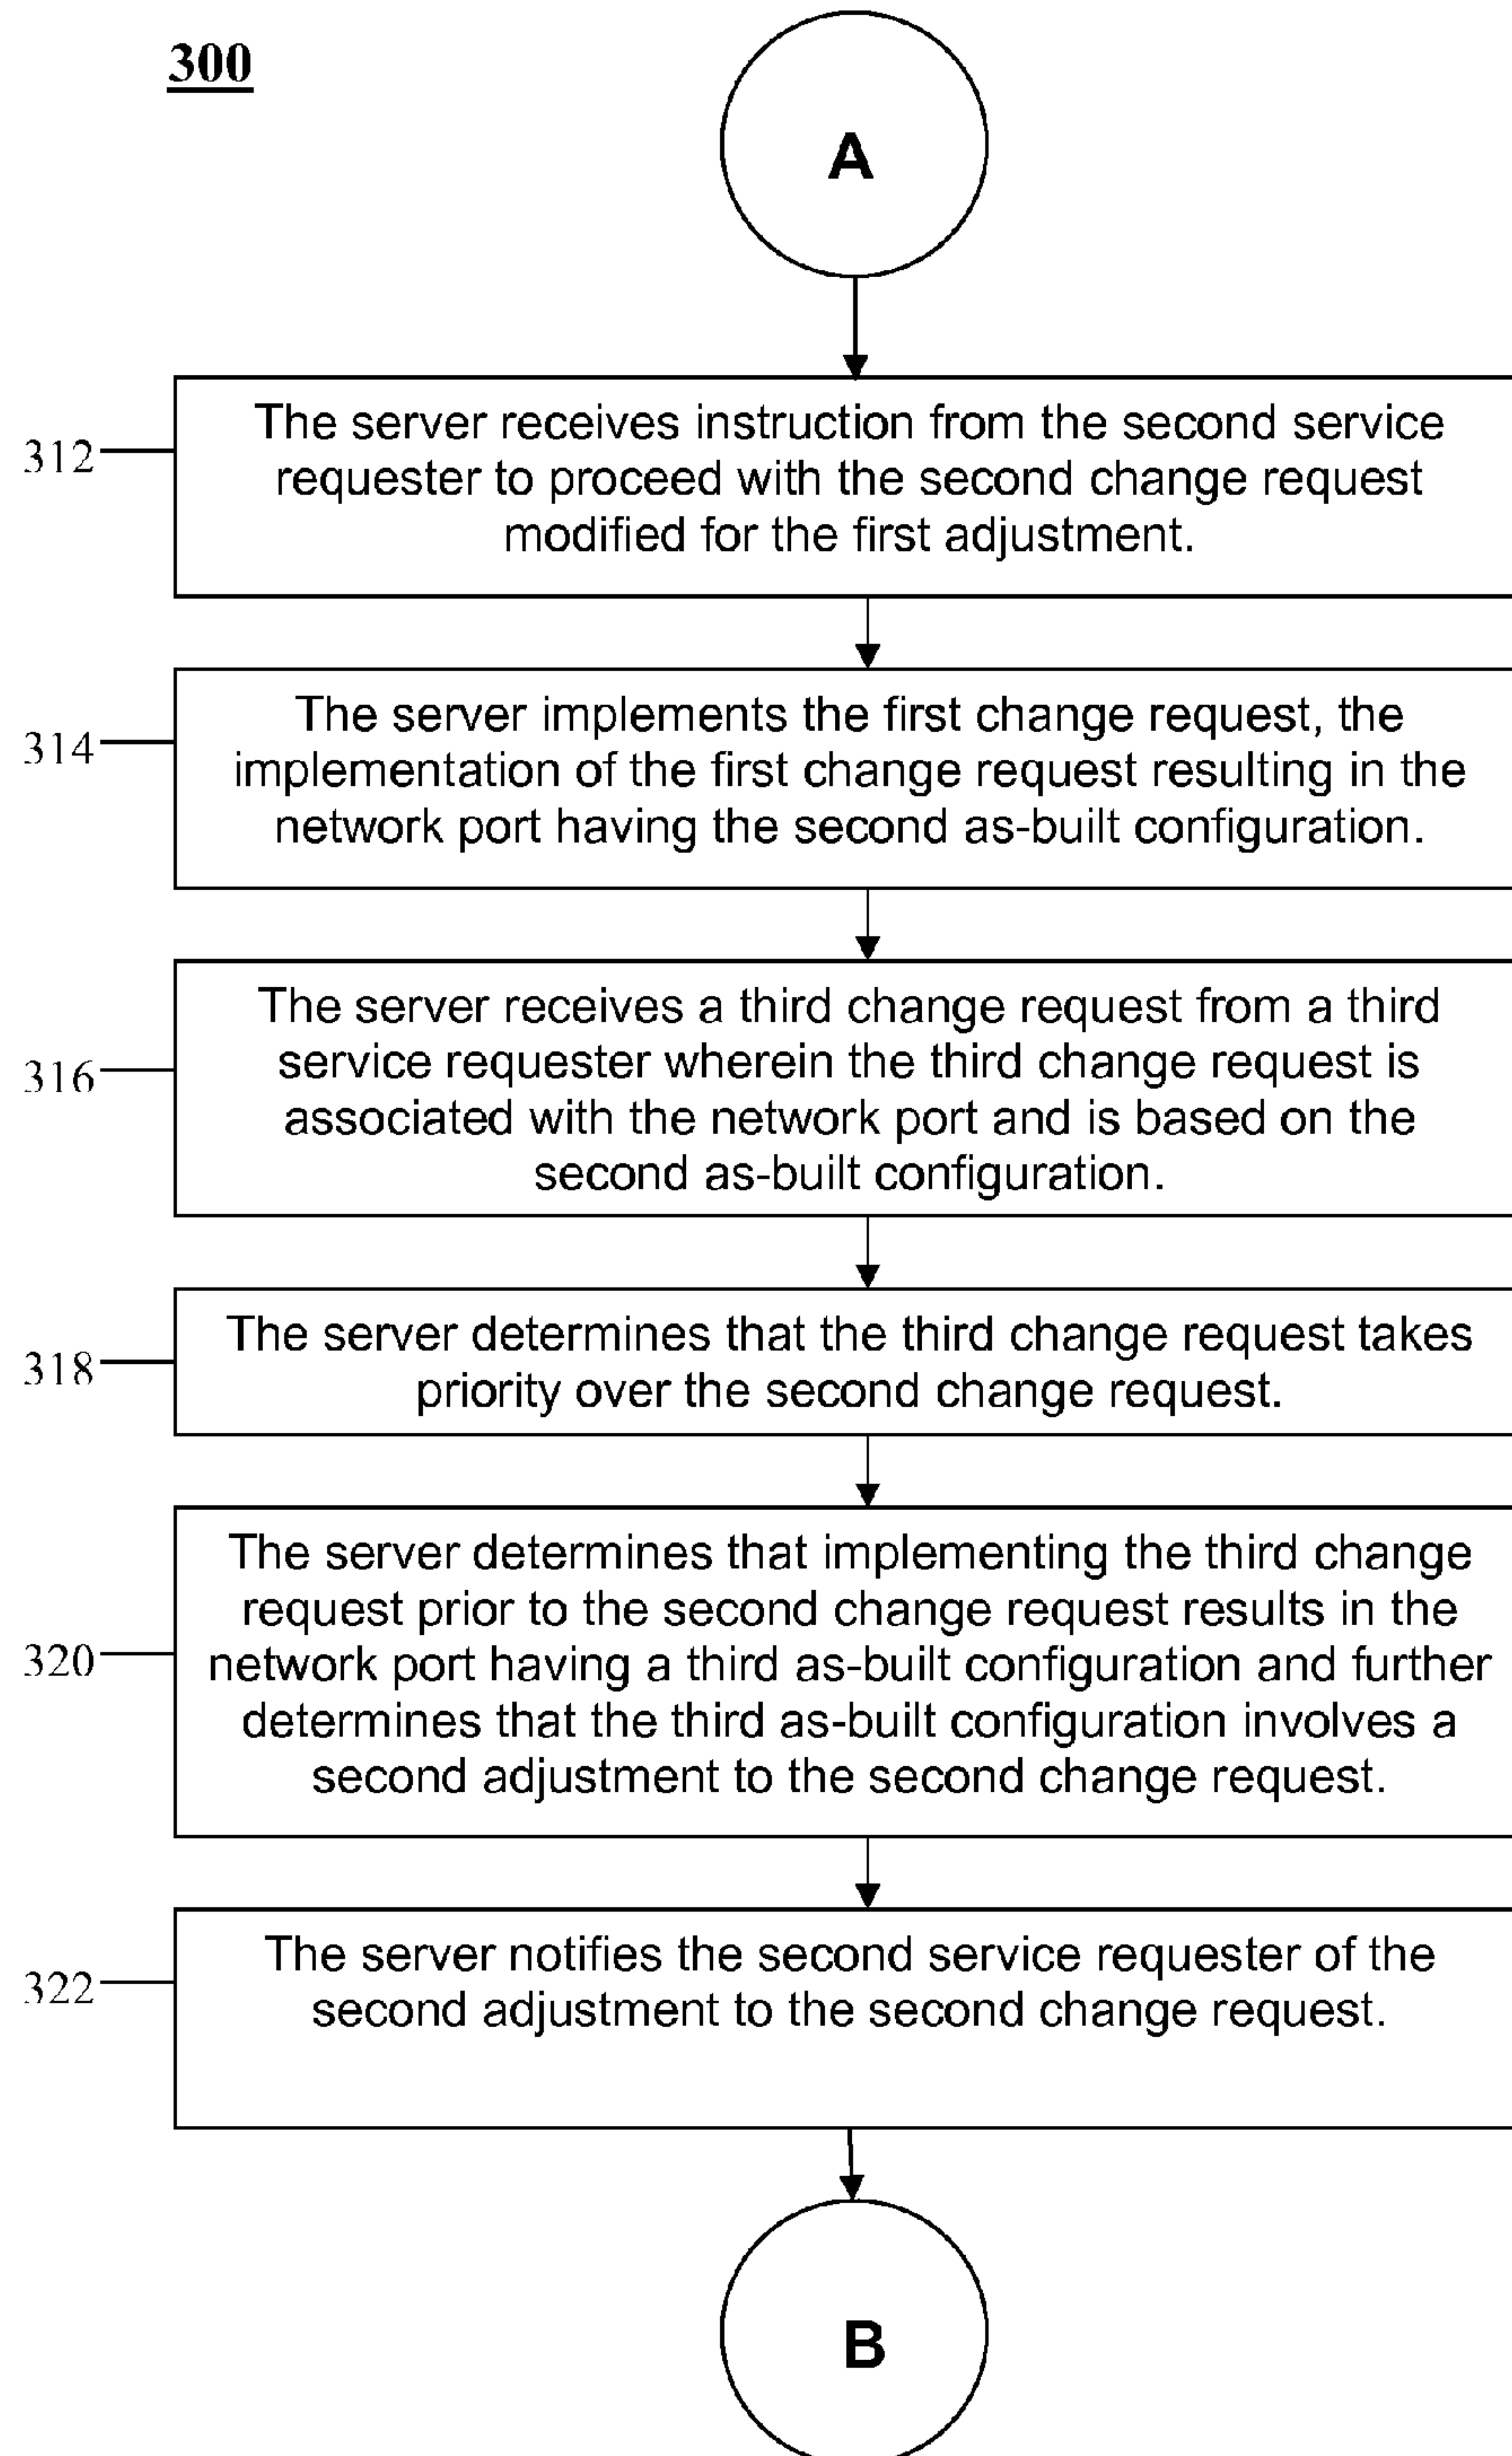 300
A
312
The server receives instruction from the second service
requester to proceed with the second change request
modified for the first adjustment.
314
The server implements the first change request, the
implementation of the first change request resulting in the
network port having the second as-built configuration.
316
The server receives a third change request from a third
service requester wherein the third change request is
associated with the network port and is based on the
second as-built configuration.
318
The server determines that the third change request takes
priority over the second change request.
320
The server determines that implementing the third change
request prior to the second change request results in the
network port having a third as-built configuration and further
determines that the third as-built configuration involves a
second adjustment to the second change request.
322
The server notifies the second service requester of the
second adjustment to the second change request.
B